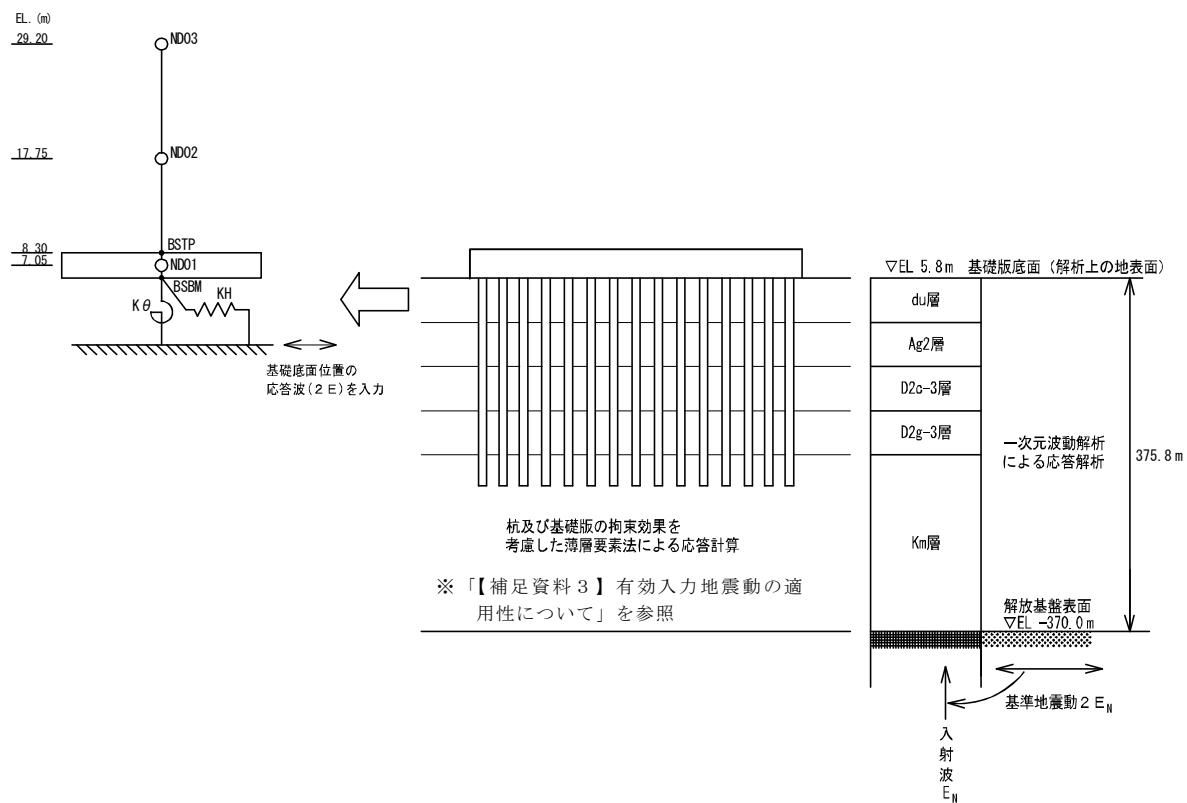 EL. (m)
29.20
ND03
17.75
ND02
8.30
BSTP
7.05
ND01
BSBM
Kθ
KH
基礎底面位置の
応答波(2E)を入力
杭及び基礎版の拘束効果を
考慮した薄層要素法による応答計算
※「【補足資料3】有効入力地震動の適
用性について」を参照
▽EL 5.8m 基礎版底面(解析上の地表面)
du層
Ag2層
D2c-3層
D2g-3層
Km層
一次元波動解析
による応答解析
375.8m
解放基盤表面
▽EL -370.0m
基準地震動2EN
入
射
波
EN